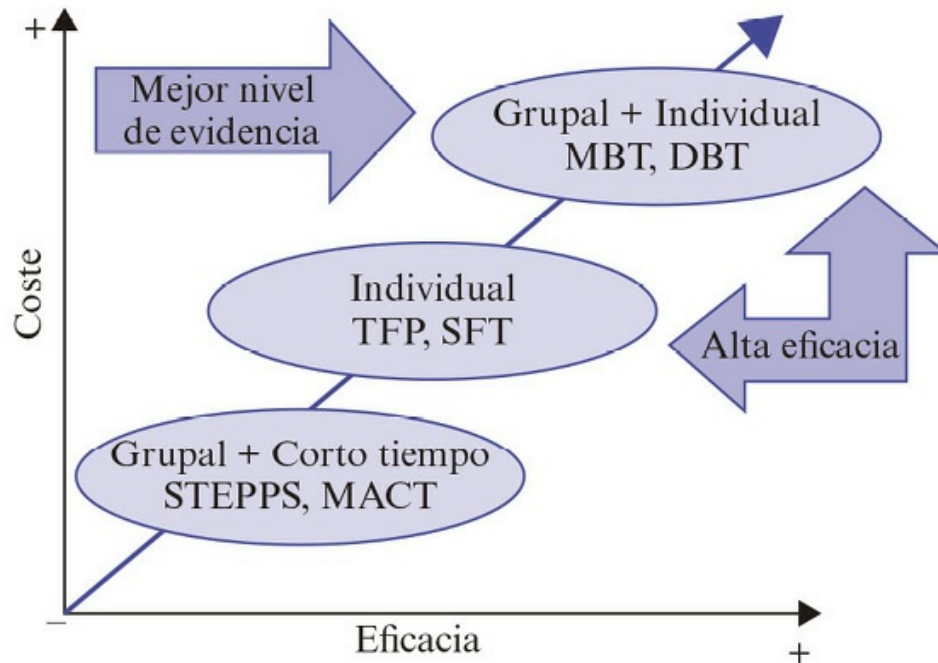 +
Mejor nivel
de evidencia
Grupal + Individual
MBT, DBT
Coste
Individual
TFP, SFT
Alta eficacia
Grupal + Corto tiempo
STEPPS, MACT
–
Eficacia
+